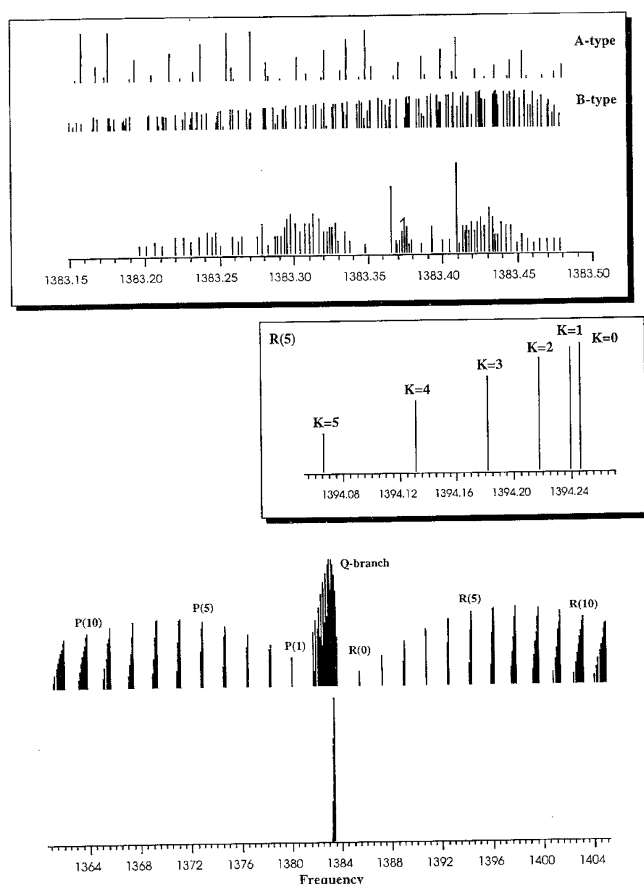 A-type
B-type
1383.15 1383.20 1383.25 1383.30 1383.35 1383.40 1383.45 1383.50
R(5)
K=5 K=4 K=3 K=2 K=1 K=0
1394.08 1394.12 1394.16 1394.20 1394.24
Q-branch
P(10) P(5) P(1) R(0) R(5) R(10)
1364 1368 1372 1376 1380 1384 1388 1392 1396 1400 1404
Frequency